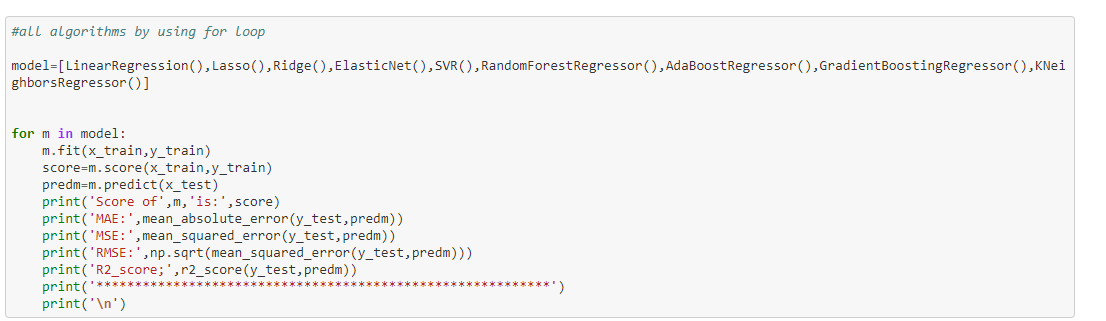 #all algorithms by using for loop
model=[LinearRegression(),Lasso(),Ridge(),ElasticNet(),SVR(),RandomForestRegressor(),AdaBoostRegressor(),GradientBoostingRegressor(),KNei
ghborsRegressor()]
for m in model:
    m.fit(x_train,y_train)
    score=m.score(x_train,y_train)
    predm=m.predict(x_test)
    print('Score of',m,'is:',score)
    print('MAE:',mean_absolute_error(y_test,predm))
    print('MSE:',mean_squared_error(y_test,predm))
    print('RMSE:',np.sqrt(mean_squared_error(y_test,predm)))
    print('R2_score;',r2_score(y_test,predm))
    print('***********************************************************')
    print('\n')